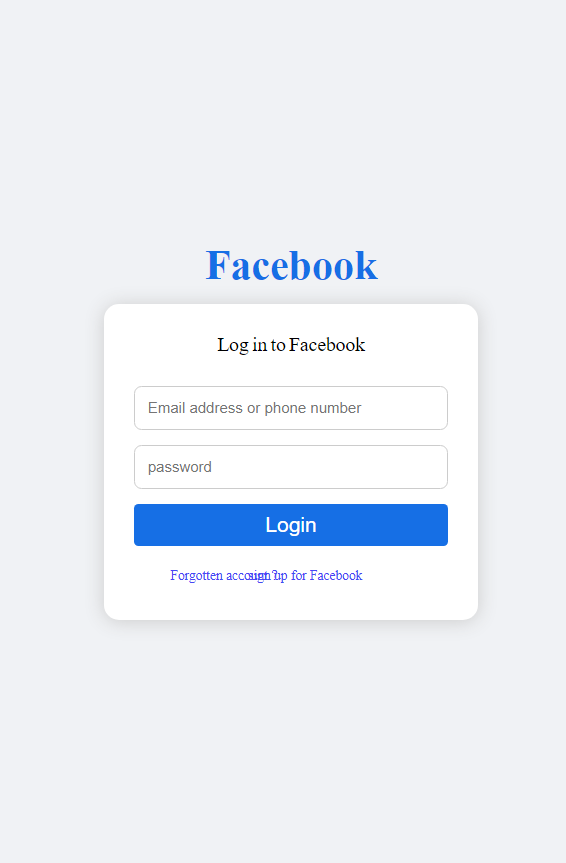 Facebook
Log in to Facebook
Email address or phone number
password
Login
Forgotten account? sign up for Facebook